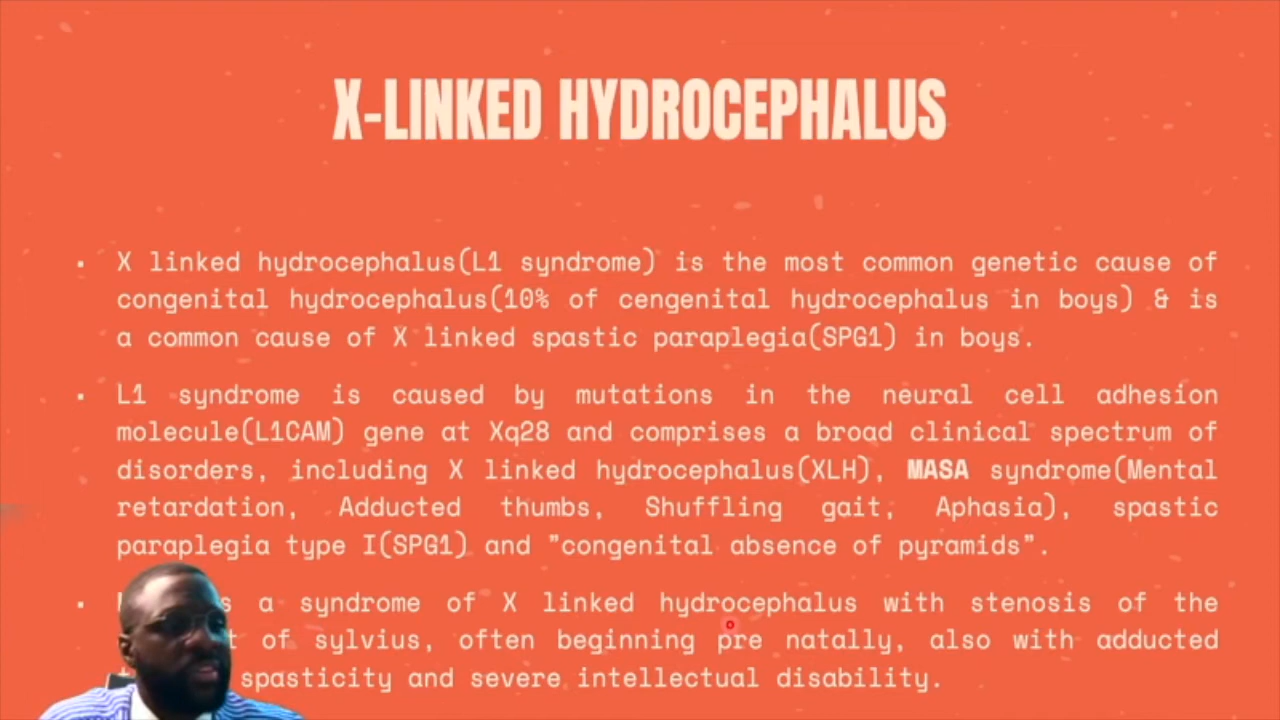 X-LINKED HYDROCEPHALUS
• X linked hydrocephalus(L1 syndrome) is the most common genetic cause of
congenital hydrocephalus(10% of cengenital hydrocephalus in boys) & is
a common cause of X linked spastic paraplegia(SPG1) in boys.
• L1 syndrome is caused by mutations in the neural cell adhesion
molecule(L1CAM) gene at Xq28 and comprises a broad clinical spectrum of
disorders, including X linked hydrocephalus(XLH), MASA syndrome(Mental
retardation, Adducted thumbs, Shuffling gait, Aphasia), spastic
paraplegia type I(SPG1) and "congenital absence of pyramids".
• a syndrome of X linked hydrocephalus with stenosis of the
of sylvius, often beginning pre natally, also with adducted
spasticity and severe intellectual disability.